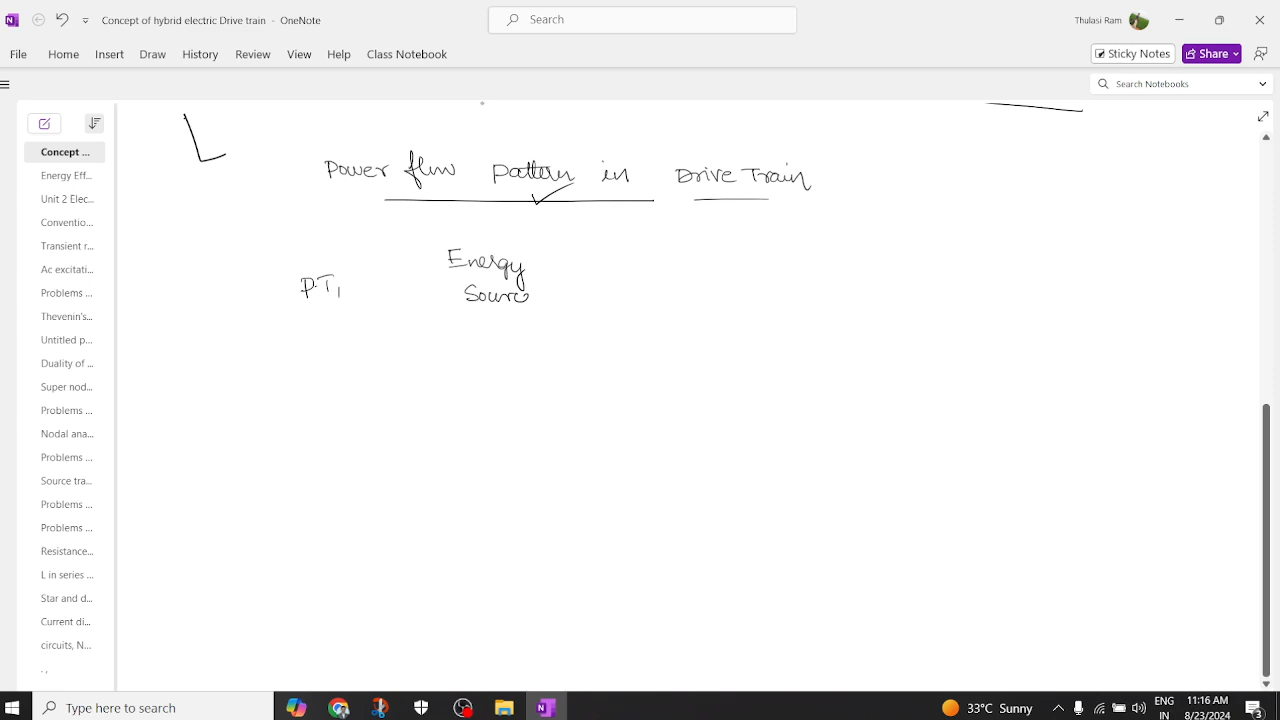 Concept of hybrid electric Drive train - OneNote
Search
Thulasi Ram
File Home Insert Draw History Review View Help Class Notebook
Sticky Notes
Share
Search Notebooks
Concept ...
Energy Eff...
Unit 2 Elec...
Conventio...
Transient r...
Ac excitati...
Problems ...
Thevenin's...
Untitled p...
Duality of ...
Super nod...
Problems ...
Nodal ana...
Problems ...
Source tra...
Problems ...
Problems ...
Resistance...
L in series ...
Star and d...
Current di...
circuits, N...
Power flow pattern in Drive Train
P.T1
Energy
Source
Type here to search
33°C Sunny
ENG
IN
11:16 AM
8/23/2024
3